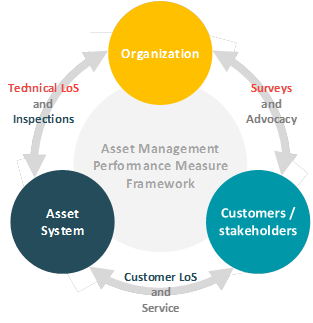 Organization
Technical LoS
and
Inspections
Surveys
and
Advocacy
Asset Management
Performance Measure
Framework
Asset
System
Customers /
stakeholders
Customer LoS
and
Service